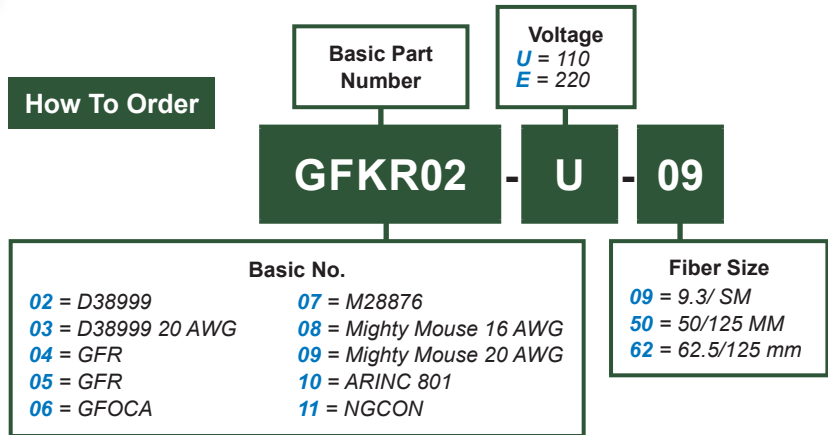 How To Order
Basic Part
Number
Voltage
U = 110
E = 220
GFKR02 - U - 09
Basic No.
02 = D38999
03 = D38999 20 AWG
04 = GFR
05 = GFR
06 = GFOCA
07 = M28876
08 = Mighty Mouse 16 AWG
09 = Mighty Mouse 20 AWG
10 = ARINC 801
11 = NGCON
Fiber Size
09 = 9.3/ SM
50 = 50/125 MM
62 = 62.5/125 mm